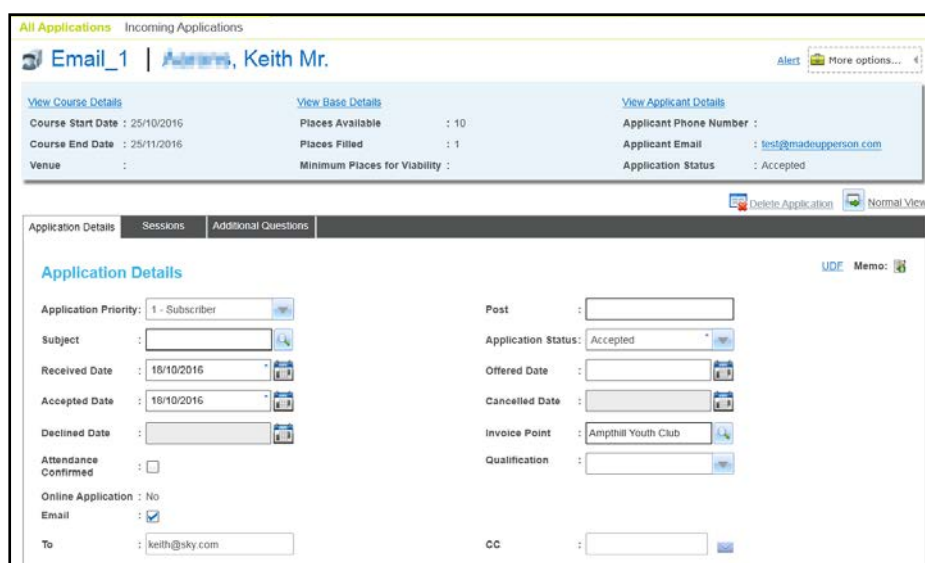 All Applications Incoming Applications
Email_1 | , Keith Mr.
Alert More options...
View Course Details View Base Details View Applicant Details
Course Start Date : 25/10/2016 Places Available : 10 Applicant Phone Number :
Course End Date : 25/11/2016 Places Filled : 1 Applicant Email : test@madeupperson.com
Venue : Minimum Places for Viability : Application Status : Accepted
Delete Application Normal View
Application Details Sessions Additional Questions
Application Details UDF Memo:
Application Priority: 1 - Subscriber Post :
Subject : Application Status: Accepted *
Received Date : 18/10/2016 * Offered Date :
Accepted Date : 18/10/2016 * Cancelled Date :
Declined Date : Invoice Point : Ampthill Youth Club
Attendance Confirmed : Qualification :
Online Application : No
Email :
To : keith@sky.com CC :